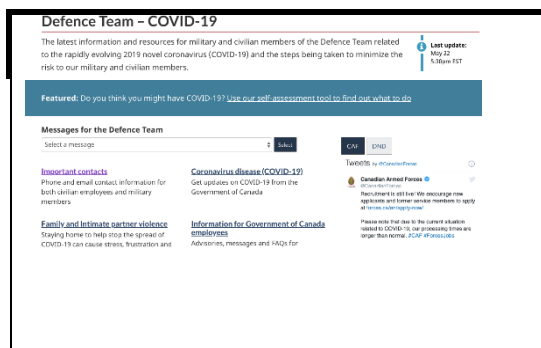 Defence Team – COVID-19
The latest information and resources for military and civilian members of the Defence Team related
to the rapidly evolving 2019 novel coronavirus (COVID-19) and the steps being taken to minimize the
risk to our military and civilian members.
Last update:
May 22
5:30pm EST
Featured: Do you think you might have COVID-19? Use our self-assessment tool to find out what to do
Messages for the Defence Team
Select a message
Select
Important contacts
Phone and email contact information for
both civilian employees and military
members
Coronavirus disease (COVID-19)
Get updates on COVID-19 from the
Government of Canada
Family and Intimate partner violence
Staying home to help stop the spread of
COVID-19 can cause stress, frustration and
Information for Government of Canada
employees
Advisories, messages and FAQs for
CAF
DND
Tweets by @CanadianForces
Canadian Armed Forces
@CanadianForces
Recruitment is still live! We encourage new
applicants and former service members to apply
at forces.ca/en/apply-now/
Please note that due to the current situation
related to COVID-19, our processing times are
longer than normal. #CAF #ForcesJobs